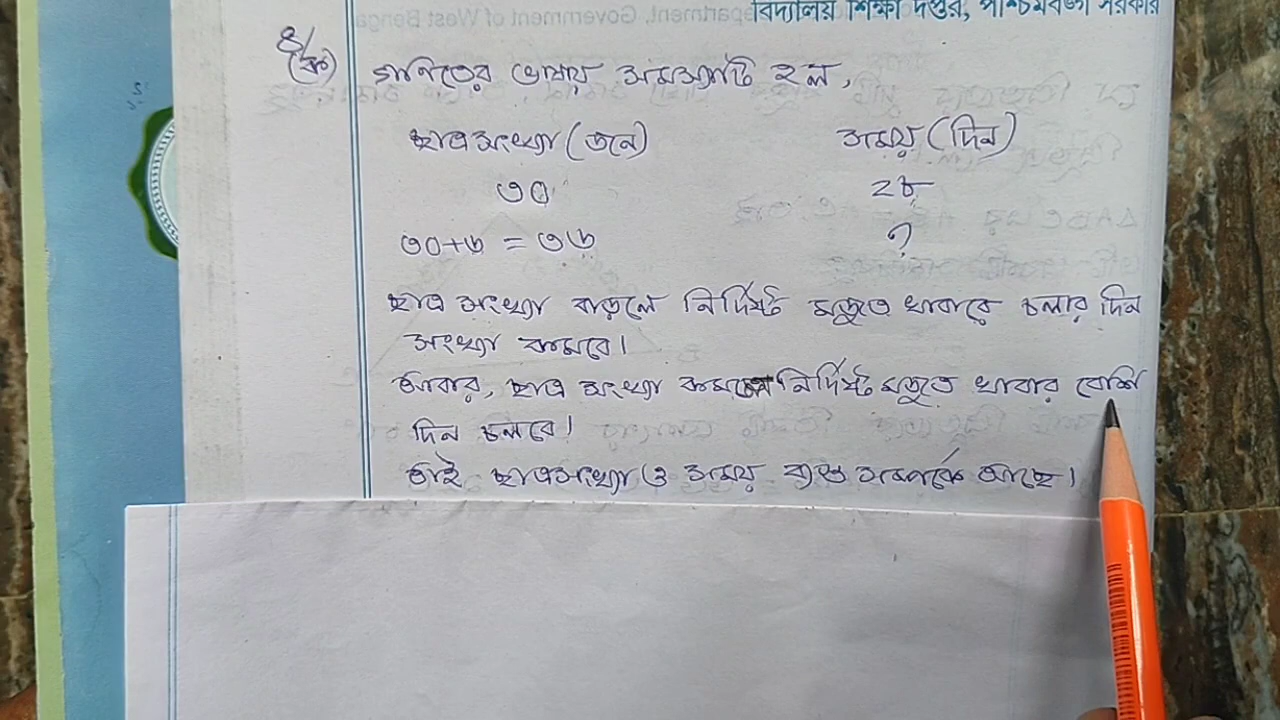 বিদ্যালয় শিক্ষা দপ্তর, পশ্চিমবঙ্গ সরকার
৪/(ক) গণিতের ভাষায় সমস্যাটি হল,
ছাত্রসংখ্যা (জনে) সময় (দিন)
৩০ ২৮
৩০+৬ = ৩৬ ?
ছাত্র সংখ্যা বাড়লে নির্দিষ্ট মজুত খাবারে চলার দিন
সংখ্যা কমবে।
আবার, ছাত্র সংখ্যা কমলে নির্দিষ্ট মজুত খাবার বেশি
দিন চলবে।
তাই ছাত্রসংখ্যা ও সময় ব্যস্ত সম্পর্কে আছে।